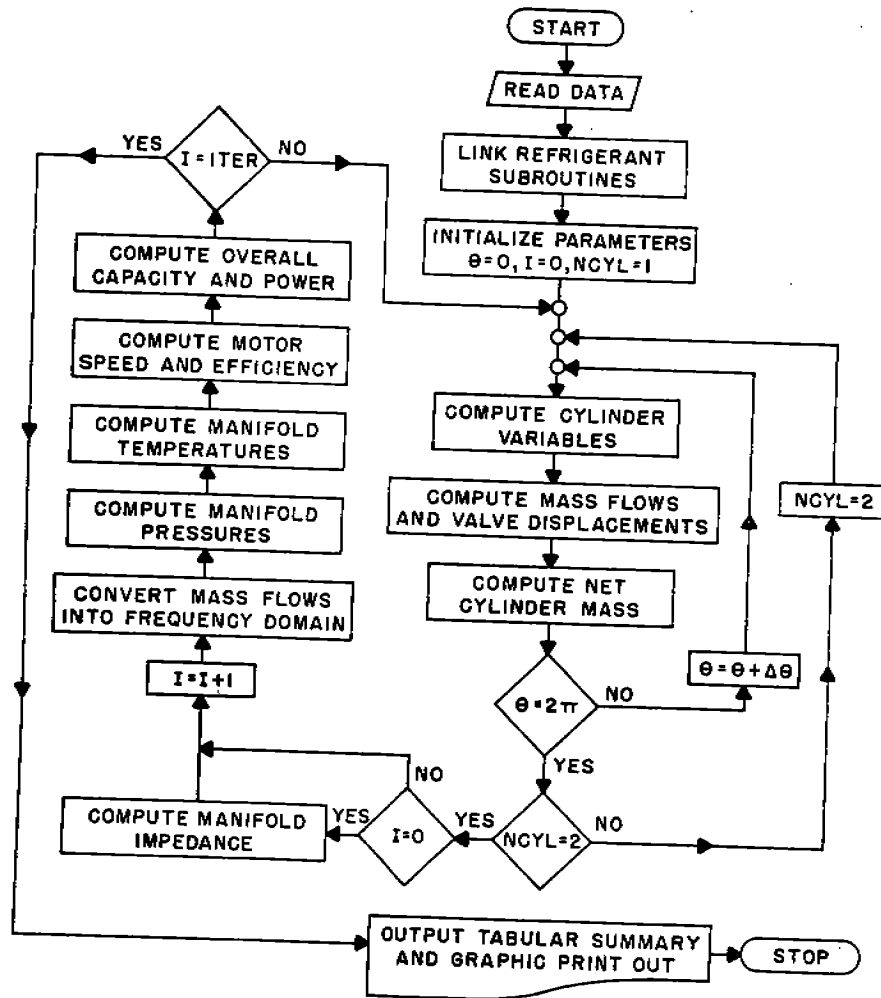 START
READ DATA
LINK REFRIGERANT
SUBROUTINES
INITIALIZE PARAMETERS
θ=0, I=0, NCYL=1
COMPUTE CYLINDER
VARIABLES
COMPUTE MASS FLOWS
AND VALVE DISPLACEMENTS
COMPUTE NET
CYLINDER MASS
θ=2π
NO
θ=θ+Δθ
YES
NCYL=2
NO
NCYL=2
YES
I=0
NO
YES
COMPUTE MANIFOLD
IMPEDANCE
I=I+1
CONVERT MASS FLOWS
INTO FREQUENCY DOMAIN
COMPUTE MANIFOLD
PRESSURES
COMPUTE MANIFOLD
TEMPERATURES
COMPUTE MOTOR
SPEED AND EFFICIENCY
COMPUTE OVERALL
CAPACITY AND POWER
I=ITER
NO
YES
OUTPUT TABULAR SUMMARY
AND GRAPHIC PRINT OUT
STOP